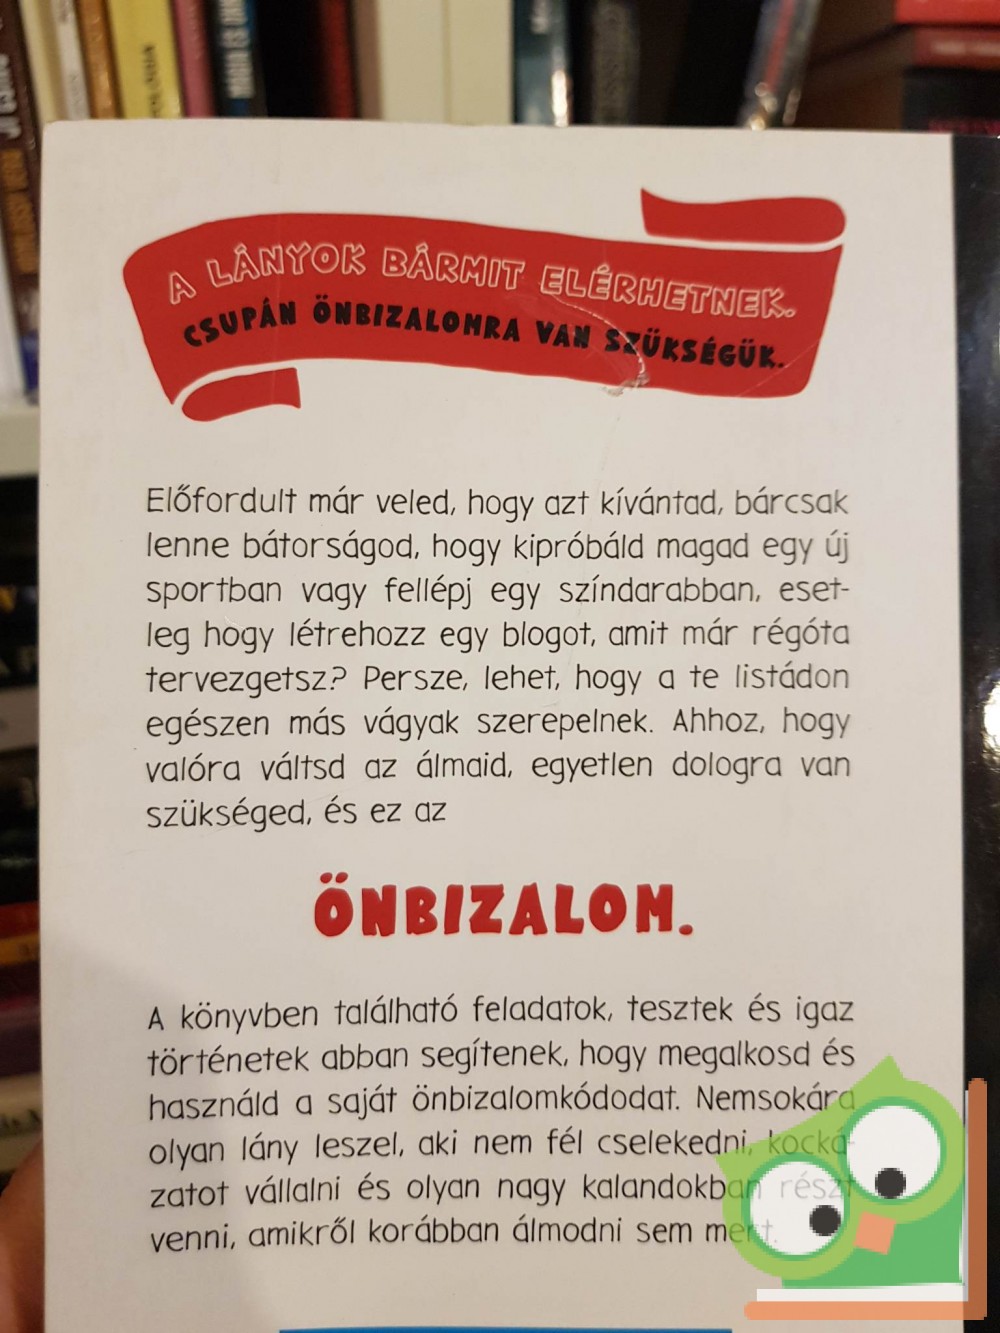 A LÁNYOK BÁRMIT ELÉRHETNEK.
CSUPÁN ÖNBIZALOMRA VAN SZÜKSÉGÜK.
Előfordult már veled, hogy azt kívántad, bárcsak
lenne bátorságod, hogy kipróbáld magad egy új
sportban vagy fellépj egy színdarabban, eset-
leg hogy létrehozz egy blogot, amit már régóta
tervezgetsz? Persze, lehet, hogy a te listádon
egészen más vágyak szerepelnek. Ahhoz, hogy
valóra váltsd az álmaid, egyetlen dologra van
szükséged, és ez az
ÖNBIZALOM.
A könyvben található feladatok, tesztek és igaz
történetek abban segítenek, hogy megalkosd és
használd a saját önbizalomkódodat. Nemsokára
olyan lány leszel, aki nem fél cselekedni, kocká-
zatot vállalni és olyan nagy kalandokban részt
venni, amikről korábban álmodni sem mert.